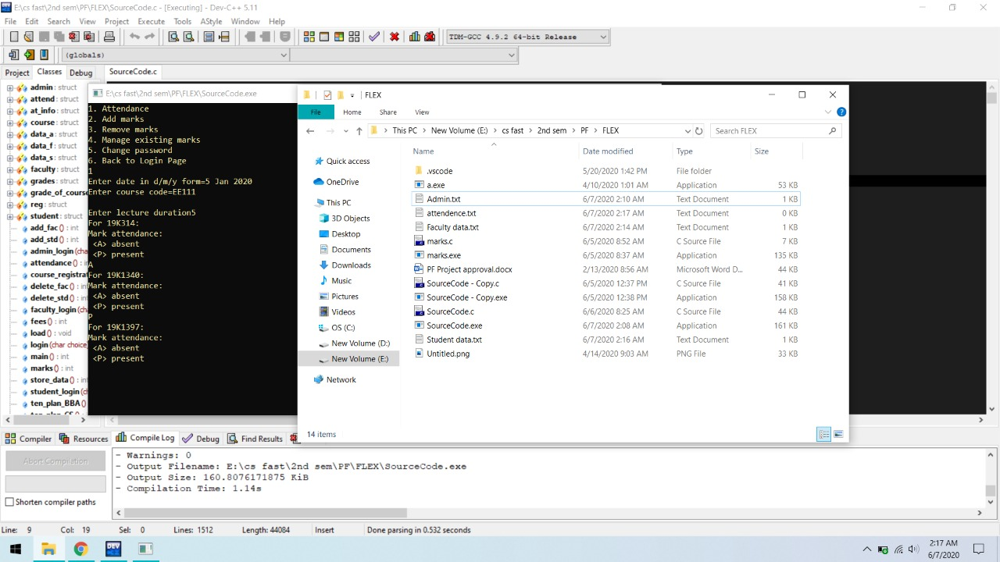 E:\cs fast\2nd sem\PF\FLEX\SourceCode.c - [Executing] - Dev-C++ 5.11
File Edit Search View Project Execute Tools AStyle Window Help
TDM-GCC 4.9.2 64-bit Release
(globals)
Project Classes Debug
SourceCode.c
admin : struct
attend : struct
at_info : struct
course : struct
data_a : struct
data_f : struct
data_s : struct
faculty : struct
grades : struct
grade_of_course
reg : struct
student : struct
add_fac () : int
add_std () : int
admin_login (cha
attendance () : int
course_registrat
delete_fac () : int
delete_std () : int
faculty_login (cha
fees () : int
load () : void
login (char choice,
main () : int
marks () : int
store_data () : int
student_login (c
ten_plan_BBA ()
E:\cs fast\2nd sem\PF\FLEX\SourceCode.exe
1. Attendance
2. Add marks
3. Remove marks
4. Manage existing marks
5. Change password
6. Back to Login Page
1
Enter date in d/m/y form=5 Jan 2020
Enter course code=EE111
Enter lecture duration5
For 19K314:
Mark attendance:
<A> absent
<P> present
A
For 19K1340:
Mark attendance:
<A> absent
<P> present
P
For 19K1397:
Mark attendance:
<A> absent
<P> present
FLEX
File Home Share View
This PC New Volume (E:) cs fast 2nd sem PF FLEX
Search FLEX
Quick access
OneDrive
This PC
3D Objects
Desktop
Documents
Downloads
Music
Pictures
Videos
OS (C:)
New Volume (D:)
New Volume (E:)
Network
Name Date modified Type Size
.vscode 5/20/2020 1:42 PM File folder
a.exe 4/10/2020 1:01 AM Application 53 KB
Admin.txt 6/7/2020 2:10 AM Text Document 1 KB
attendence.txt 6/7/2020 2:17 AM Text Document 0 KB
Faculty data.txt 6/7/2020 2:14 AM Text Document 1 KB
marks.c 6/5/2020 8:52 AM C Source File 7 KB
marks.exe 6/5/2020 8:37 AM Application 135 KB
PF Project approval.docx 2/13/2020 8:56 AM Microsoft Word D... 44 KB
SourceCode - Copy.c 6/5/2020 12:37 PM C Source File 41 KB
SourceCode - Copy.exe 6/5/2020 12:38 PM Application 158 KB
SourceCode.c 6/6/2020 8:25 AM C Source File 44 KB
SourceCode.exe 6/7/2020 2:08 AM Application 161 KB
Student data.txt 6/7/2020 2:16 AM Text Document 1 KB
Untitled.png 4/14/2020 9:03 AM PNG File 33 KB
14 items
Compiler Resources Compile Log Debug Find Results
Abort Compilation
Shorten compiler paths
- Warnings: 0
- Output Filename: E:\cs fast\2nd sem\PF\FLEX\SourceCode.exe
- Output Size: 160.8076171875 KiB
- Compilation Time: 1.14s
Line: 9 Col: 19 Sel: 0 Lines: 1512 Length: 44084 Insert Done parsing in 0.532 seconds
DEV
2:17 AM
6/7/2020